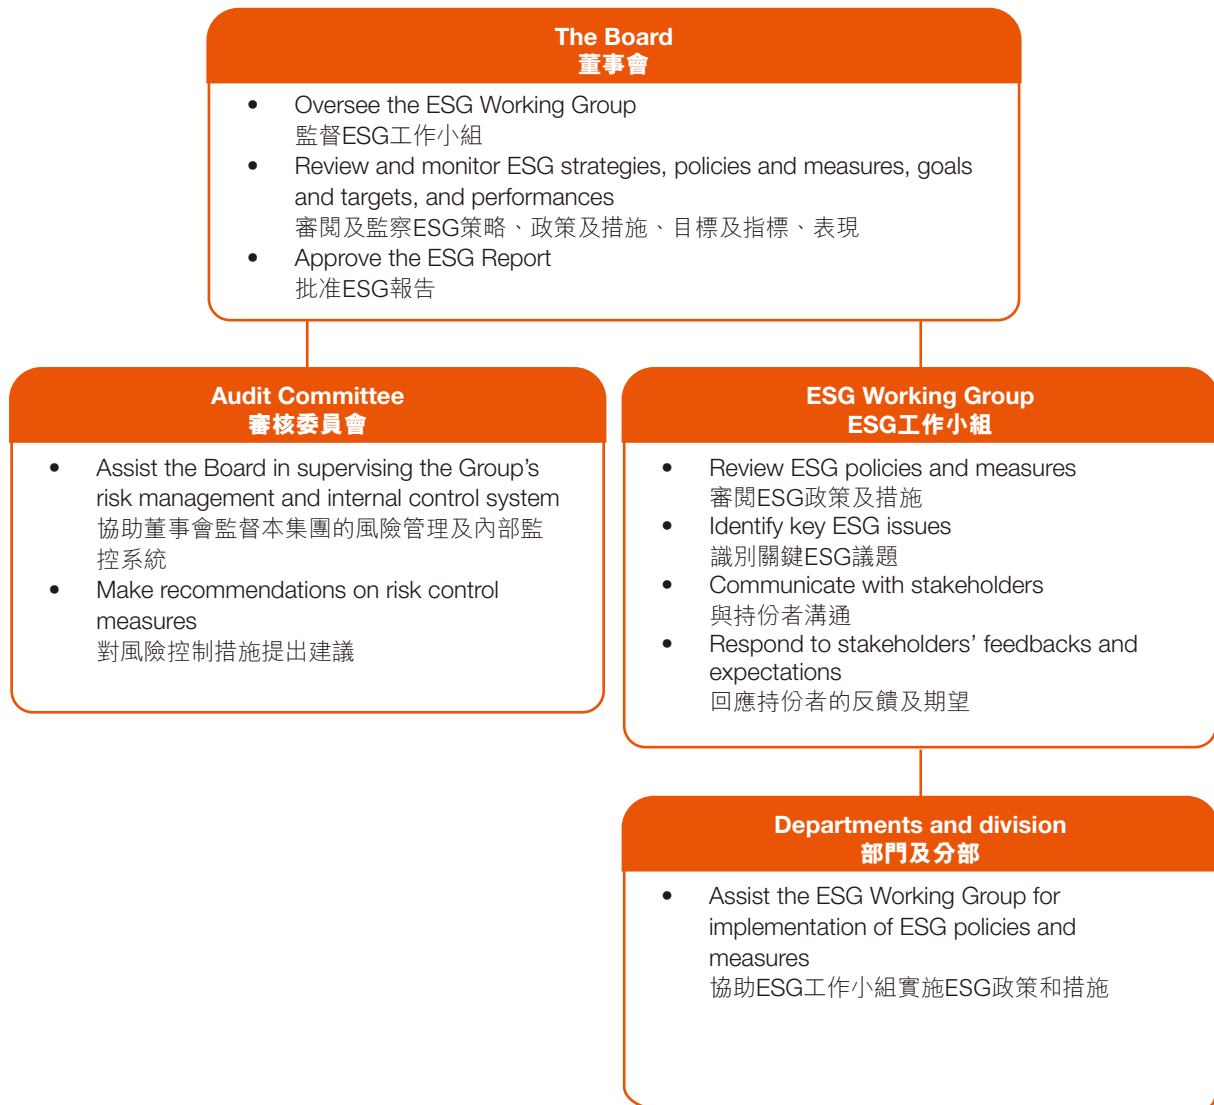 The Board
董事會
• Oversee the ESG Working Group
監督ESG工作小組
• Review and monitor ESG strategies, policies and measures, goals
and targets, and performances
審閱及監察ESG策略、政策及措施、目標及指標、表現
• Approve the ESG Report
批准ESG報告
Audit Committee
審核委員會
• Assist the Board in supervising the Group’s
risk management and internal control system
協助董事會監督本集團的風險管理及內部監
控系統
• Make recommendations on risk control
measures
對風險控制措施提出建議
ESG Working Group
ESG工作小組
• Review ESG policies and measures
審閱ESG政策及措施
• Identify key ESG issues
識別關鍵ESG議題
• Communicate with stakeholders
與持份者溝通
• Respond to stakeholders’ feedbacks and
expectations
回應持份者的反饋及期望
Departments and division
部門及分部
• Assist the ESG Working Group for
implementation of ESG policies and
measures
協助ESG工作小組實施ESG政策和措施